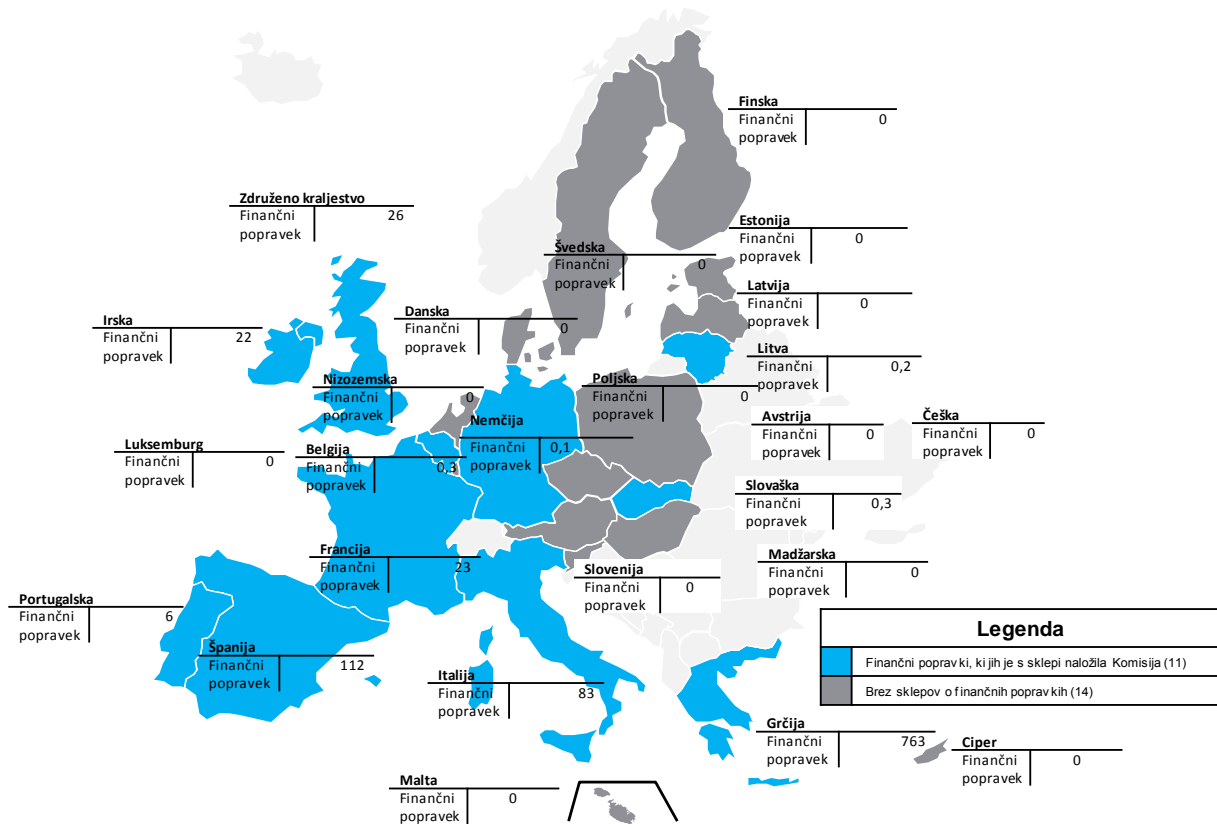 Finska
Finančni popravek 0
Združeno kraljestvo
Finančni popravek 26
Estonija
Finančni popravek 0
Švedska
Finančni popravek 0
Latvija
Finančni popravek 0
Danska
Finančni popravek 0
Irska
Finančni popravek 22
Litva
Finančni popravek 0,2
Nizozemska
Finančni popravek 0
Poljska
Finančni popravek 0
Nemčija
Finančni popravek 0,1
Avstrija
Finančni popravek 0
Češka
Finančni popravek 0
Luksemburg
Finančni popravek 0
Belgija
Finančni popravek 0,3
Slovaška
Finančni popravek 0,3
Francija
Finančni popravek 23
Slovenija
Finančni popravek 0
Madžarska
Finančni popravek 0
Portugalska
Finančni popravek 6
Španija
Finančni popravek 112
Italija
Finančni popravek 83
Legenda
Finančni popravki, ki jih je s sklepi naložila Komisija (11)
Brez sklepov o finančnih popravkih (14)
Grčija
Finančni popravek 763
Ciper
Finančni popravek 0
Malta
Finančni popravek 0